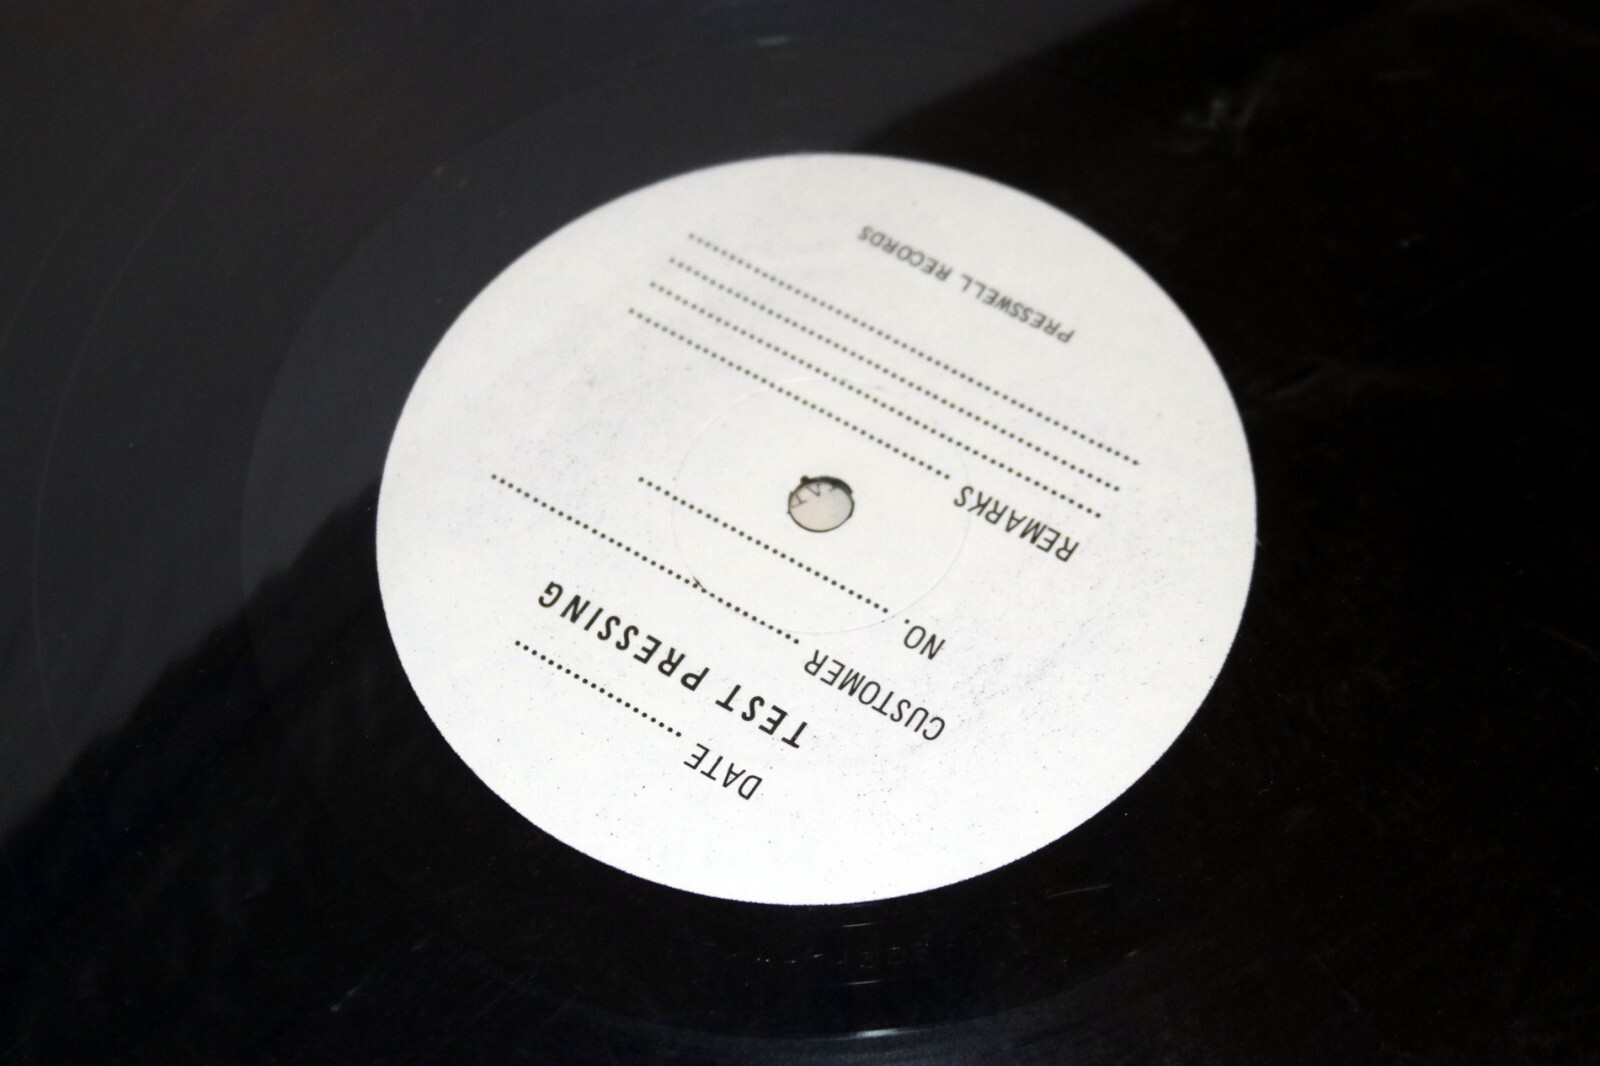 DATE
TEST PRESSING
CUSTOMER
NO.
REMARKS
PRESSWELL RECORDS